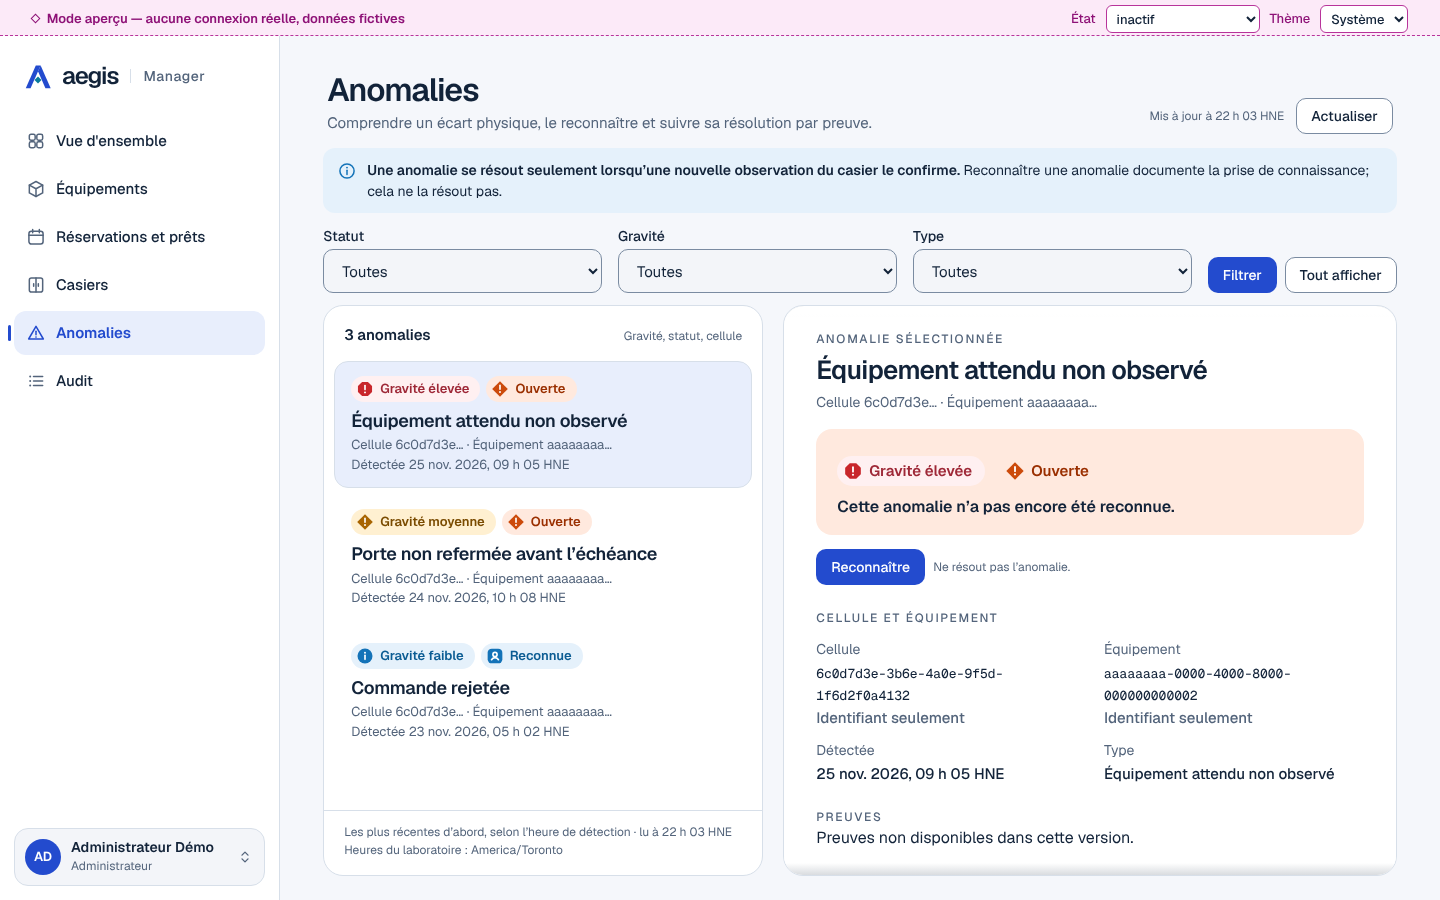 Mode aperçu — aucune connexion réelle, données fictives
État
inactif
Thème
Système
aegis
Manager
Vue d'ensemble
Équipements
Réservations et prêts
Casiers
Anomalies
Audit
AD
Administrateur Démo
Administrateur
Anomalies
Comprendre un écart physique, le reconnaître et suivre sa résolution par preuve.
Mis à jour à 22 h 03 HNE
Actualiser
Une anomalie se résout seulement lorsqu’une nouvelle observation du casier le confirme. Reconnaître une anomalie documente la prise de connaissance;
cela ne la résout pas.
Statut
Toutes
Gravité
Toutes
Type
Toutes
Filtrer
Tout afficher
3 anomalies
Gravité, statut, cellule
Gravité élevée
Ouverte
Équipement attendu non observé
Cellule 6c0d7d3e… · Équipement aaaaaaaa…
Détectée 25 nov. 2026, 09 h 05 HNE
Gravité moyenne
Ouverte
Porte non refermée avant l’échéance
Cellule 6c0d7d3e… · Équipement aaaaaaaa…
Détectée 24 nov. 2026, 10 h 08 HNE
Gravité faible
Reconnue
Commande rejetée
Cellule 6c0d7d3e… · Équipement aaaaaaaa…
Détectée 23 nov. 2026, 05 h 02 HNE
Les plus récentes d’abord, selon l’heure de détection · lu à 22 h 03 HNE
Heures du laboratoire : America/Toronto
ANOMALIE SÉLECTIONNÉE
Équipement attendu non observé
Cellule 6c0d7d3e… · Équipement aaaaaaaa…
Gravité élevée
Ouverte
Cette anomalie n’a pas encore été reconnue.
Reconnaître
Ne résout pas l’anomalie.
CELLULE ET ÉQUIPEMENT
Cellule
6c0d7d3e-3b6e-4a0e-9f5d-
1f6d2f0a4132
Identifiant seulement
Équipement
aaaaaaaa-0000-4000-8000-
000000000002
Identifiant seulement
Détectée
25 nov. 2026, 09 h 05 HNE
Type
Équipement attendu non observé
PREUVES
Preuves non disponibles dans cette version.